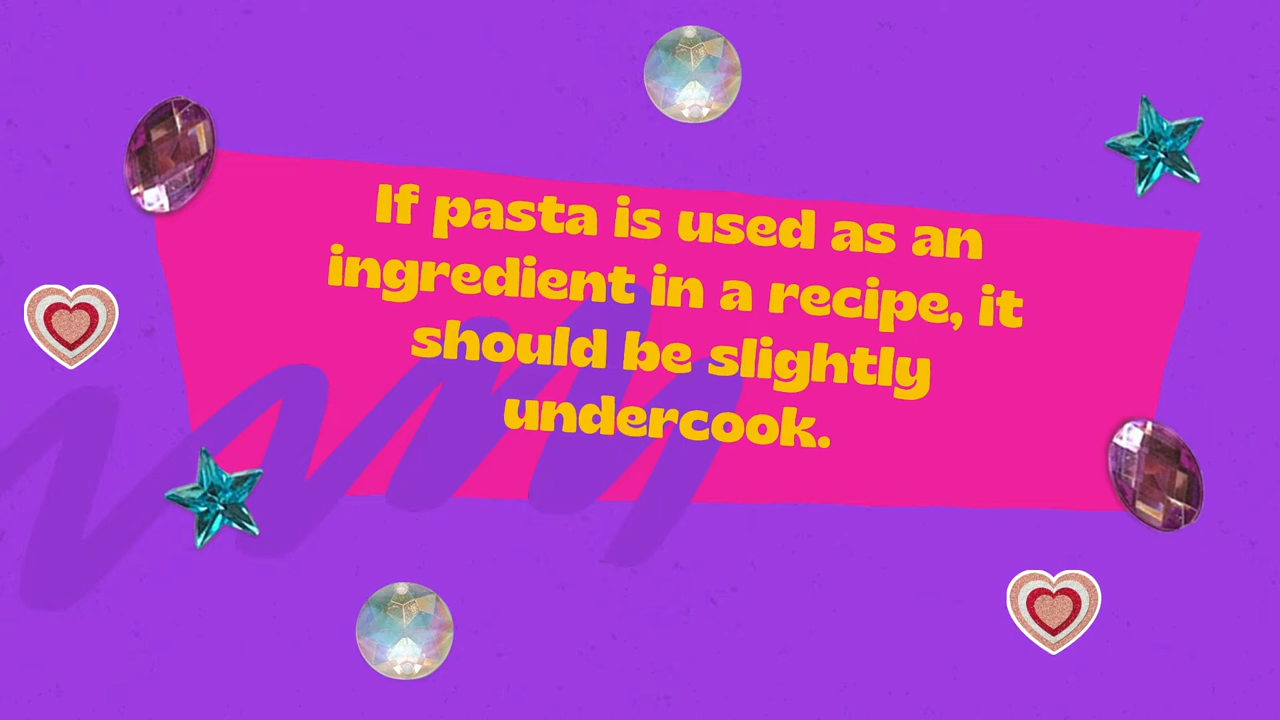 If pasta is used as an
ingredient in a recipe, it
should be slightly
undercook.